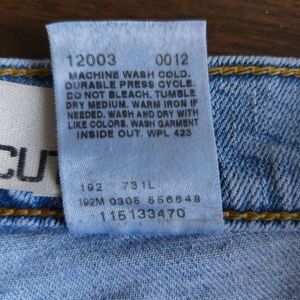 12003 0012
MACHINE WASH COLD.
DURABLE PRESS CYCLE.
DO NOT BLEACH. TUMBLE
DRY MEDIUM. WARM IRON IF
NEEDED. WASH AND DRY WITH
LIKE COLORS. WASH GARMENT
INSIDE OUT. WPL 423
CUT
192 731L
192M 0305 556648
115133470